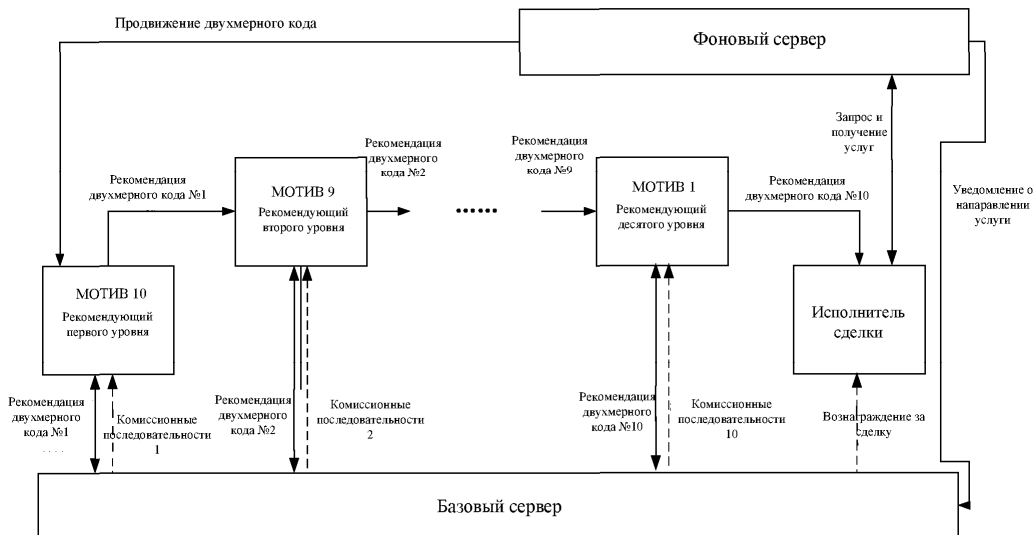 Продвижение двухмерного кода
Фоновый сервер
Запрос и
получение
услуг
Рекомендация
двухмерного
кода №2
Рекомендация
двухмерного
кода №9
Рекомендация
двухмерного кода №1
МОТИВ 9
Рекомендующий
второго уровня
......
МОТИВ 1
Рекомендующий
десятого уровня
Рекомендация
двухмерного кода №10
Уведомление о
напаравлении
услуги
МОТИВ 10
Рекомендующий
первого уровня
Исполнитель
сделки
Рекомендация
двухмерного
кода №1
....
Комиссионные
последовательности
1
Рекомендация
двухмерного
кода №2
Комиссионные
последовательности
2
Рекомендация
двухмерного
кода №10
Комиссионные
последовательности
10
Вознаграждение за
сделку
Базовый сервер